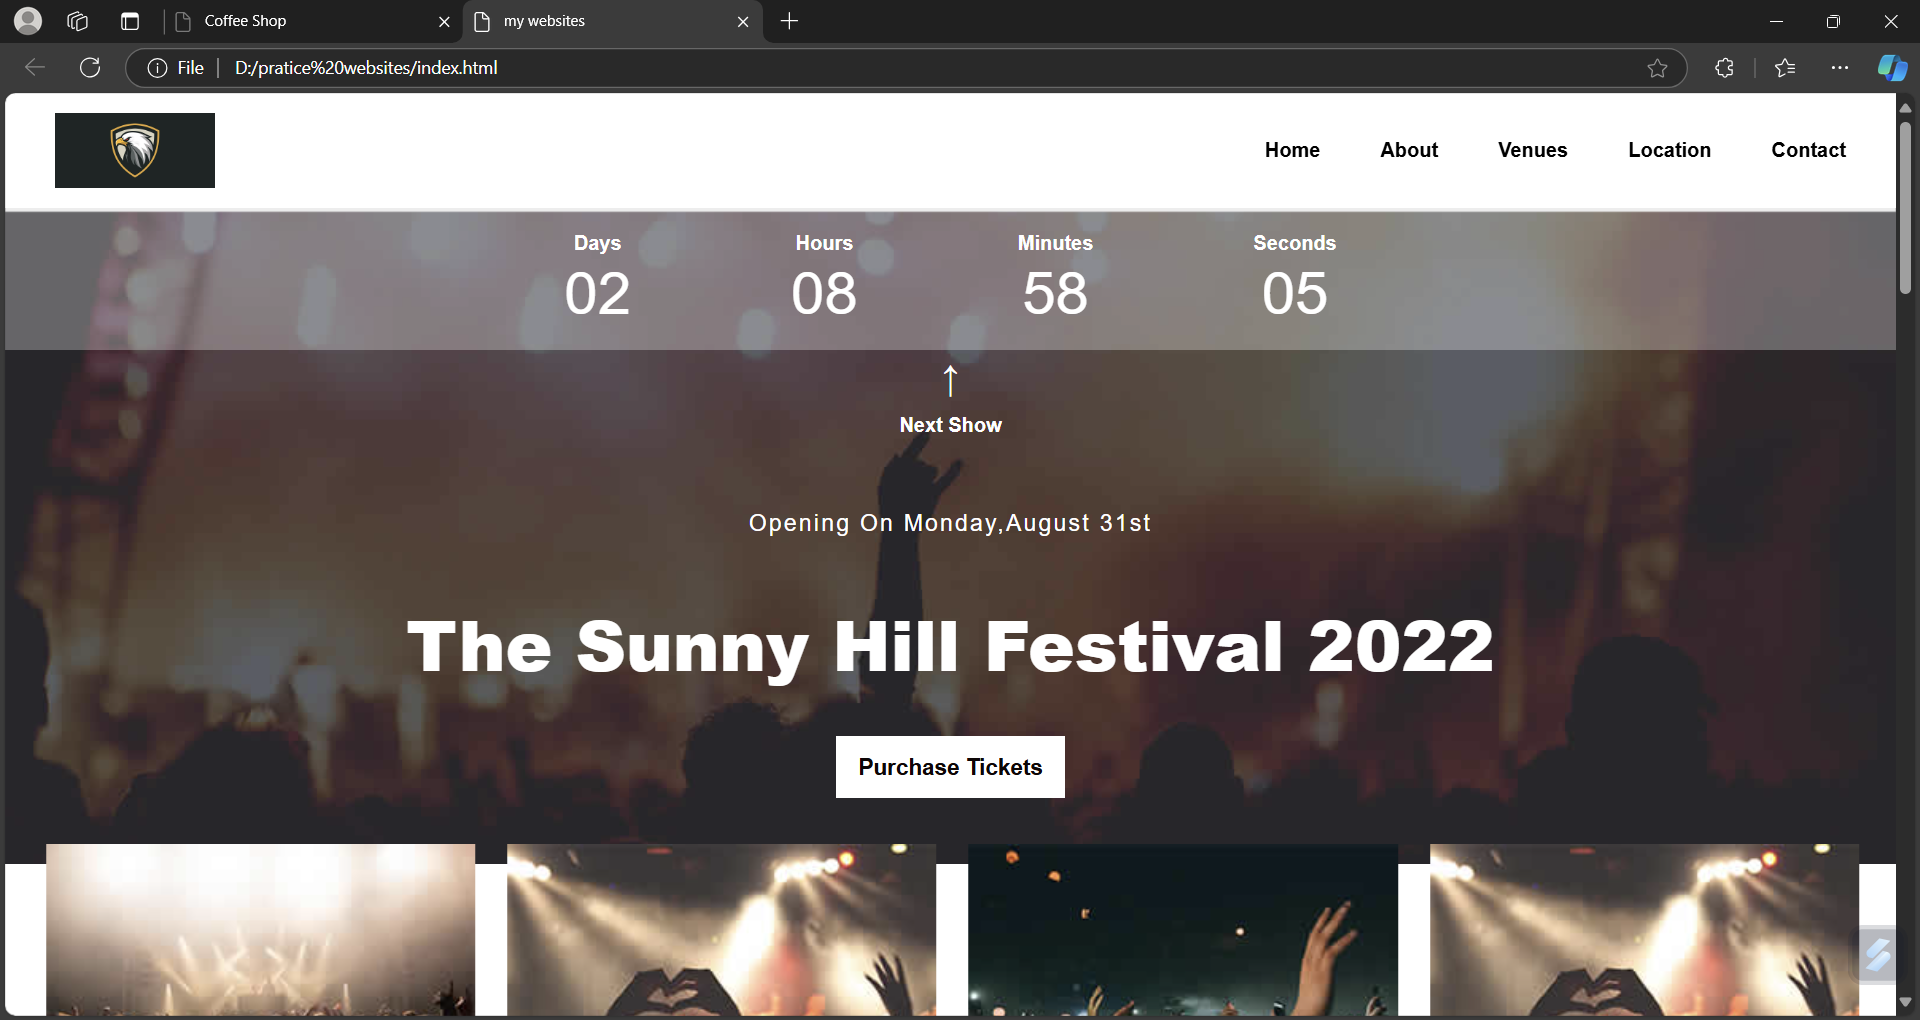 Coffee Shop
my websites
File
D:/pratice%20websites/index.html
Home About Venues Location Contact
Days Hours Minutes Seconds
02 08 58 05
↑
Next Show
Opening On Monday,August 31st
The Sunny Hill Festival 2022
Purchase Tickets